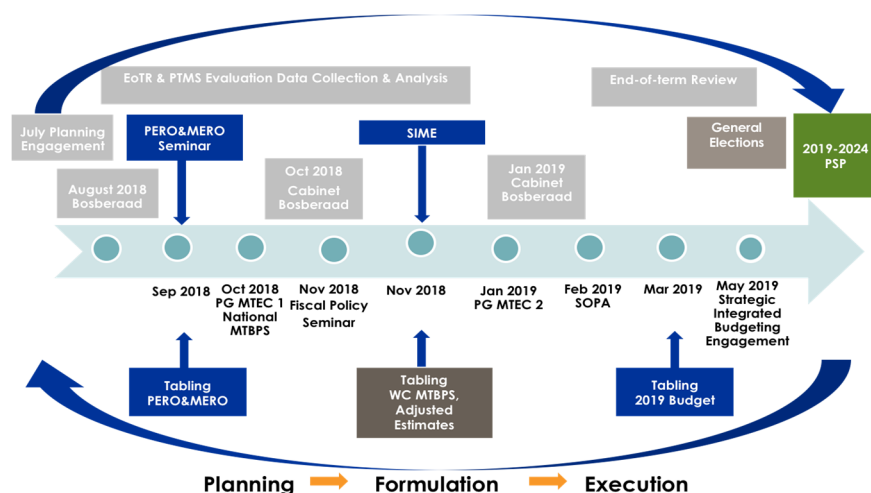 EoTR & PTMS Evaluation Data Collection & Analysis
End-of-term Review
July Planning
Engagement
PERO&MERO
Seminar
SIME
General
Elections
2019-2024
PSP
August 2018
Bosberaad
Oct 2018
Cabinet
Bosberaad
Jan 2019
Cabinet
Bosberaad
Sep 2018
Oct 2018
PG MTEC 1
National
MTBPS
Nov 2018
Fiscal Policy
Seminar
Nov 2018
Jan 2019
PG MTEC 2
Feb 2019
SOPA
Mar 2019
May 2019
Strategic
Integrated
Budgeting
Engagement
Tabling
PERO&MERO
Tabling
WC MTBPS,
Adjusted
Estimates
Tabling
2019 Budget
Planning Formulation Execution